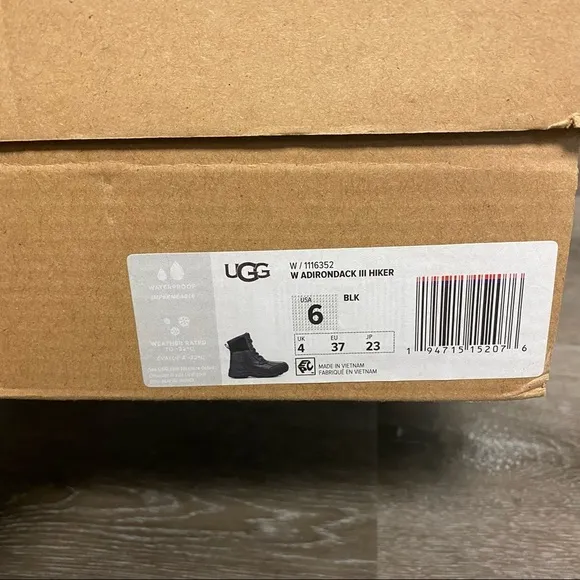 WATERPROOF
IMPERMÉABLE
WEATHER RATED
UGG
W / 1116352
W ADIRONDACK III HIKER
USA
6
BLK
UK EU JP
4 37 23
MADE IN VIETNAM
FABRIQUÉ EN VIETNAM
1 94715 15207 6